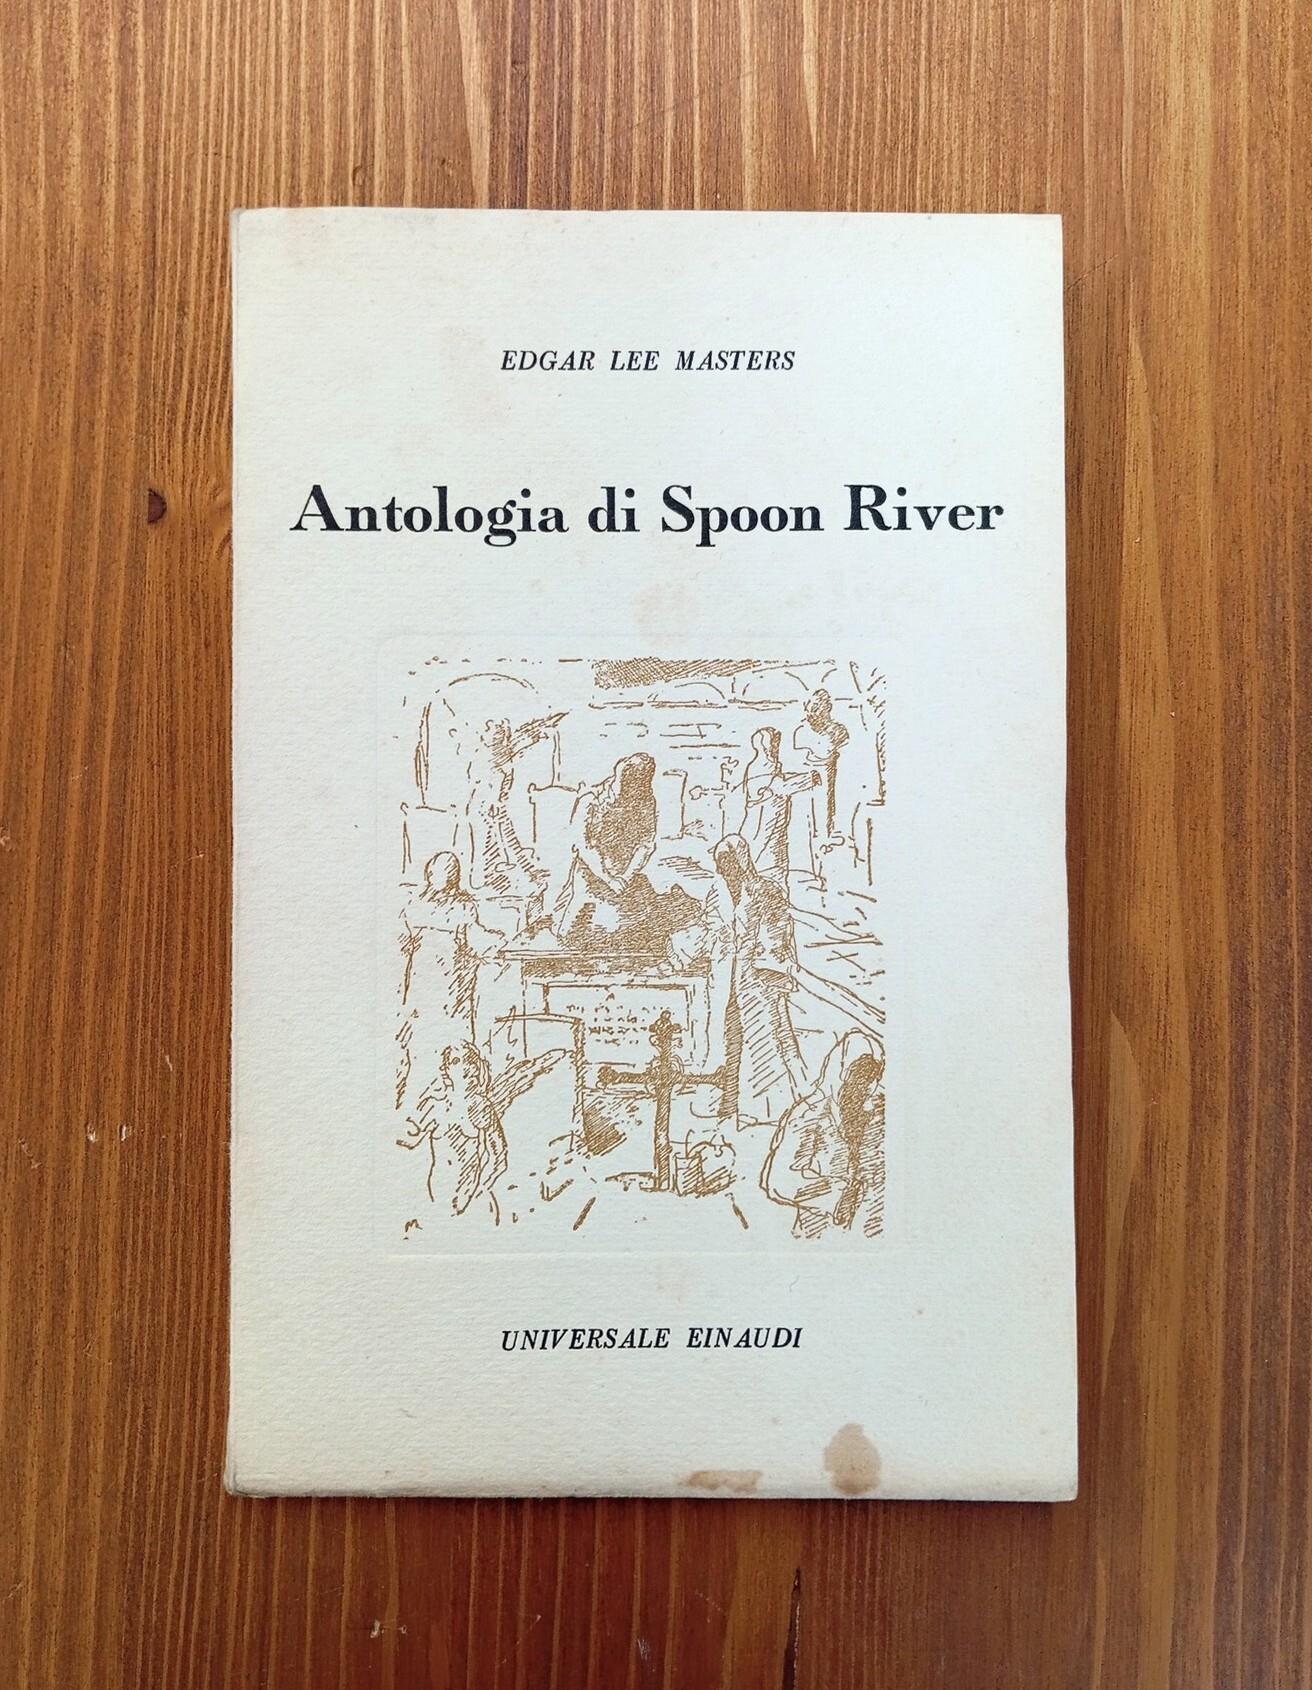 EDGAR LEE MASTERS
Antologia di Spoon River
UNIVERSALE EINAUDI